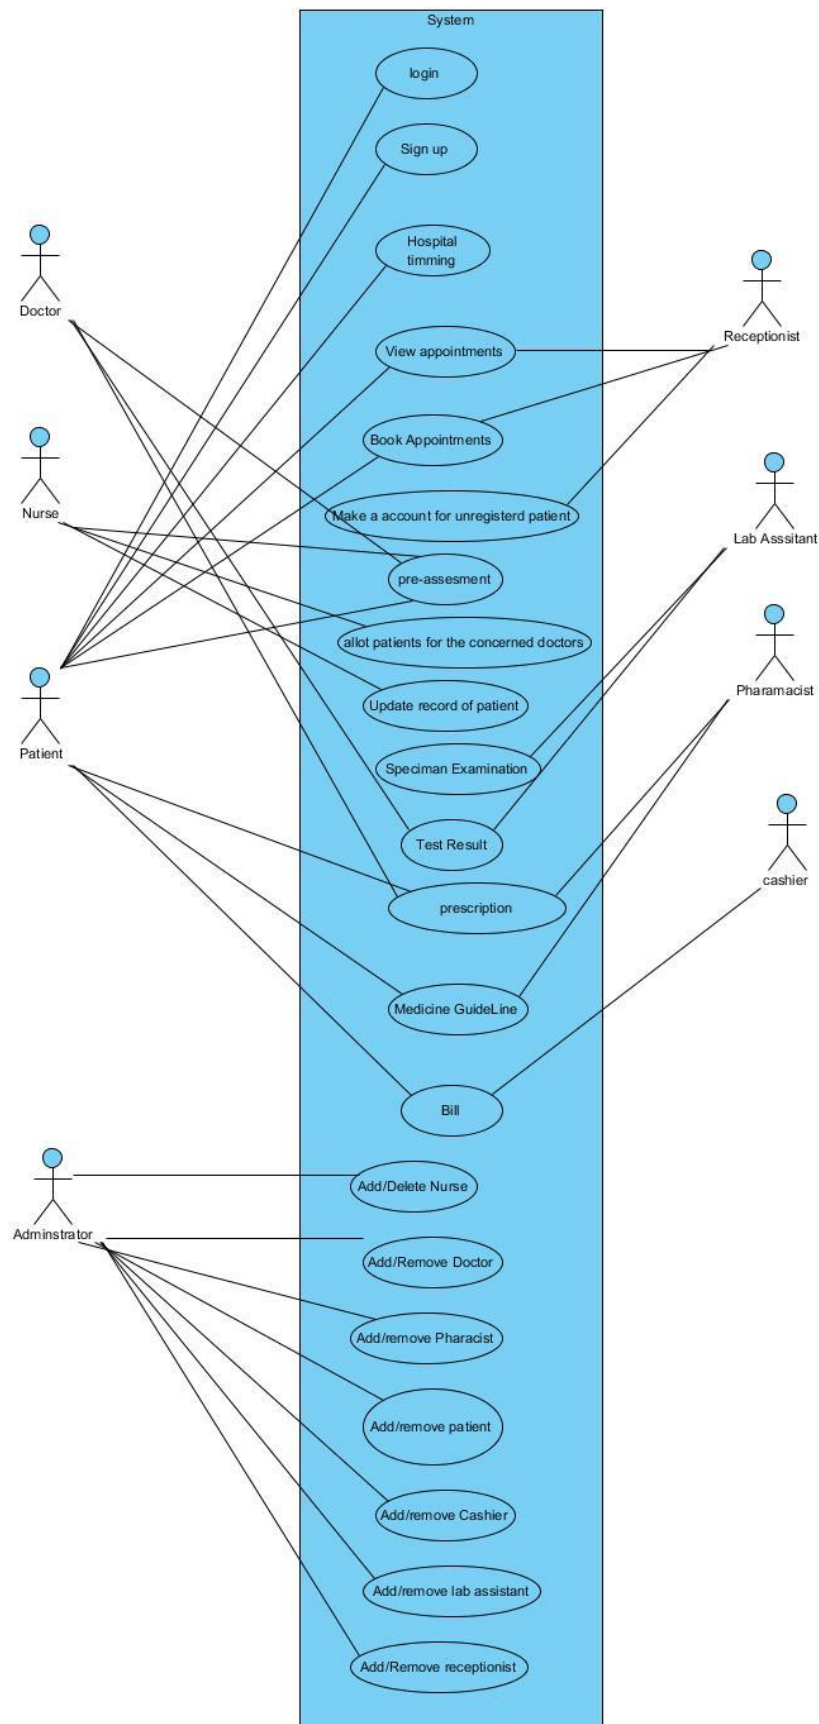 System
login
Sign up
Hospital
timming
Doctor
Receptionist
View appointments
Book Appointments
Nurse
Make a account for unregisterd patient
Lab Asssitant
pre-assesment
allot patients for the concerned doctors
Pharamacist
Update record of patient
Patient
Speciman Examination
Test Result
cashier
prescription
Medicine GuideLine
Bill
Add/Delete Nurse
Adminstrator
Add/Remove Doctor
Add/remove Pharacist
Add/remove patient
Add/remove Cashier
Add/remove lab assistant
Add/Remove receptionist